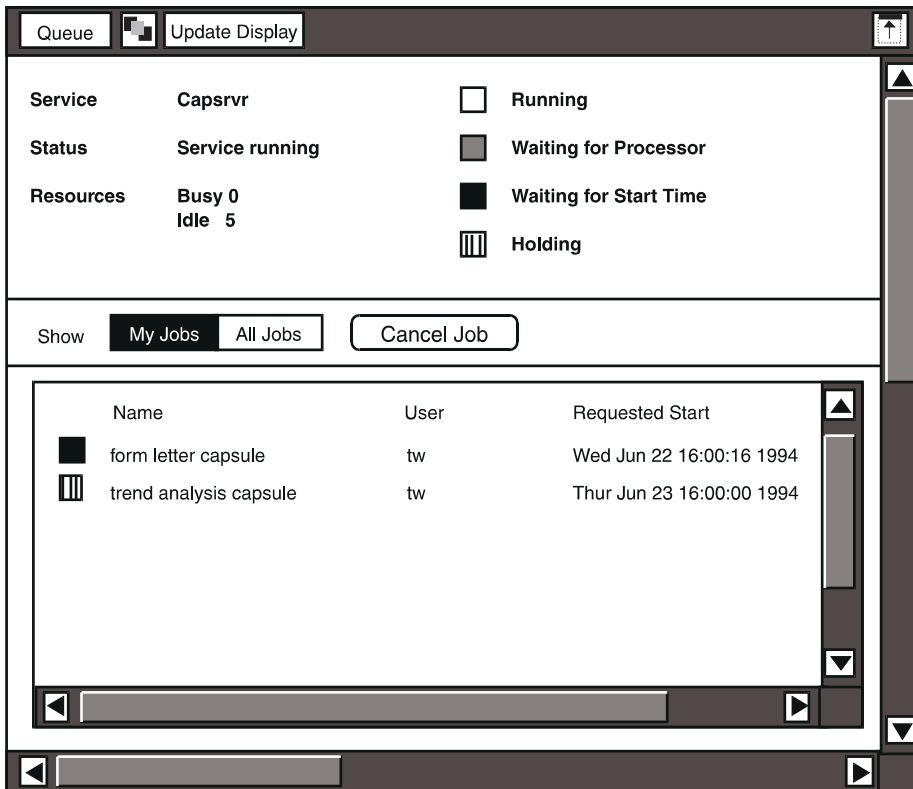 Queue Update Display
Service Capsrvr Running
Status Service running Waiting for Processor
Resources Busy 0 Waiting for Start Time
Idle 5
Holding
Show My Jobs All Jobs Cancel Job
Name User Requested Start
form letter capsule tw Wed Jun 22 16:00:16 1994
trend analysis capsule tw Thur Jun 23 16:00:00 1994